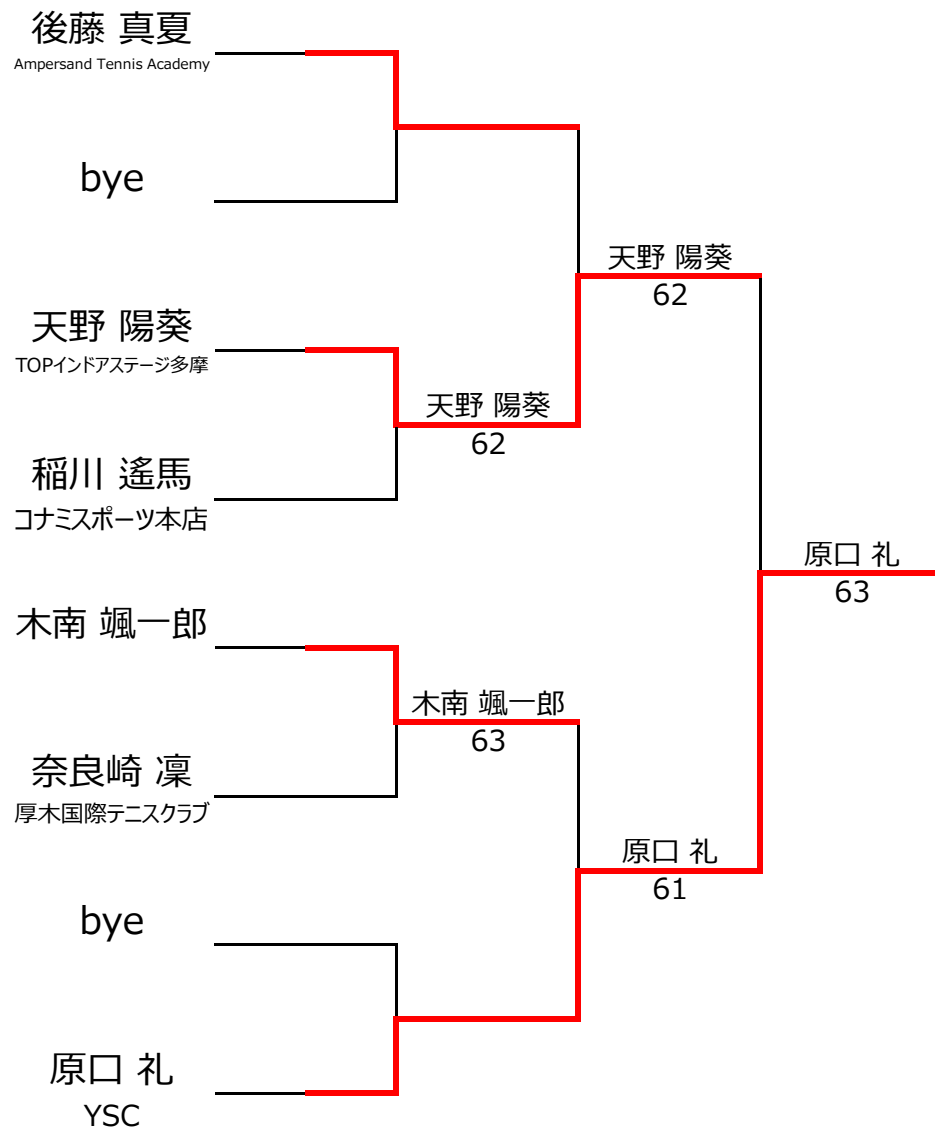 後藤 真夏
Ampersand Tennis Academy
bye
天野 陽葵
62
天野 陽葵
TOPインドアステージ多摩
天野 陽葵
62
稲川 遙馬
コナミスポーツ本店
原口 礼
63
木南 颯一郎
木南 颯一郎
63
奈良崎 凜
厚木国際テニスクラブ
原口 礼
61
bye
原口 礼
YSC